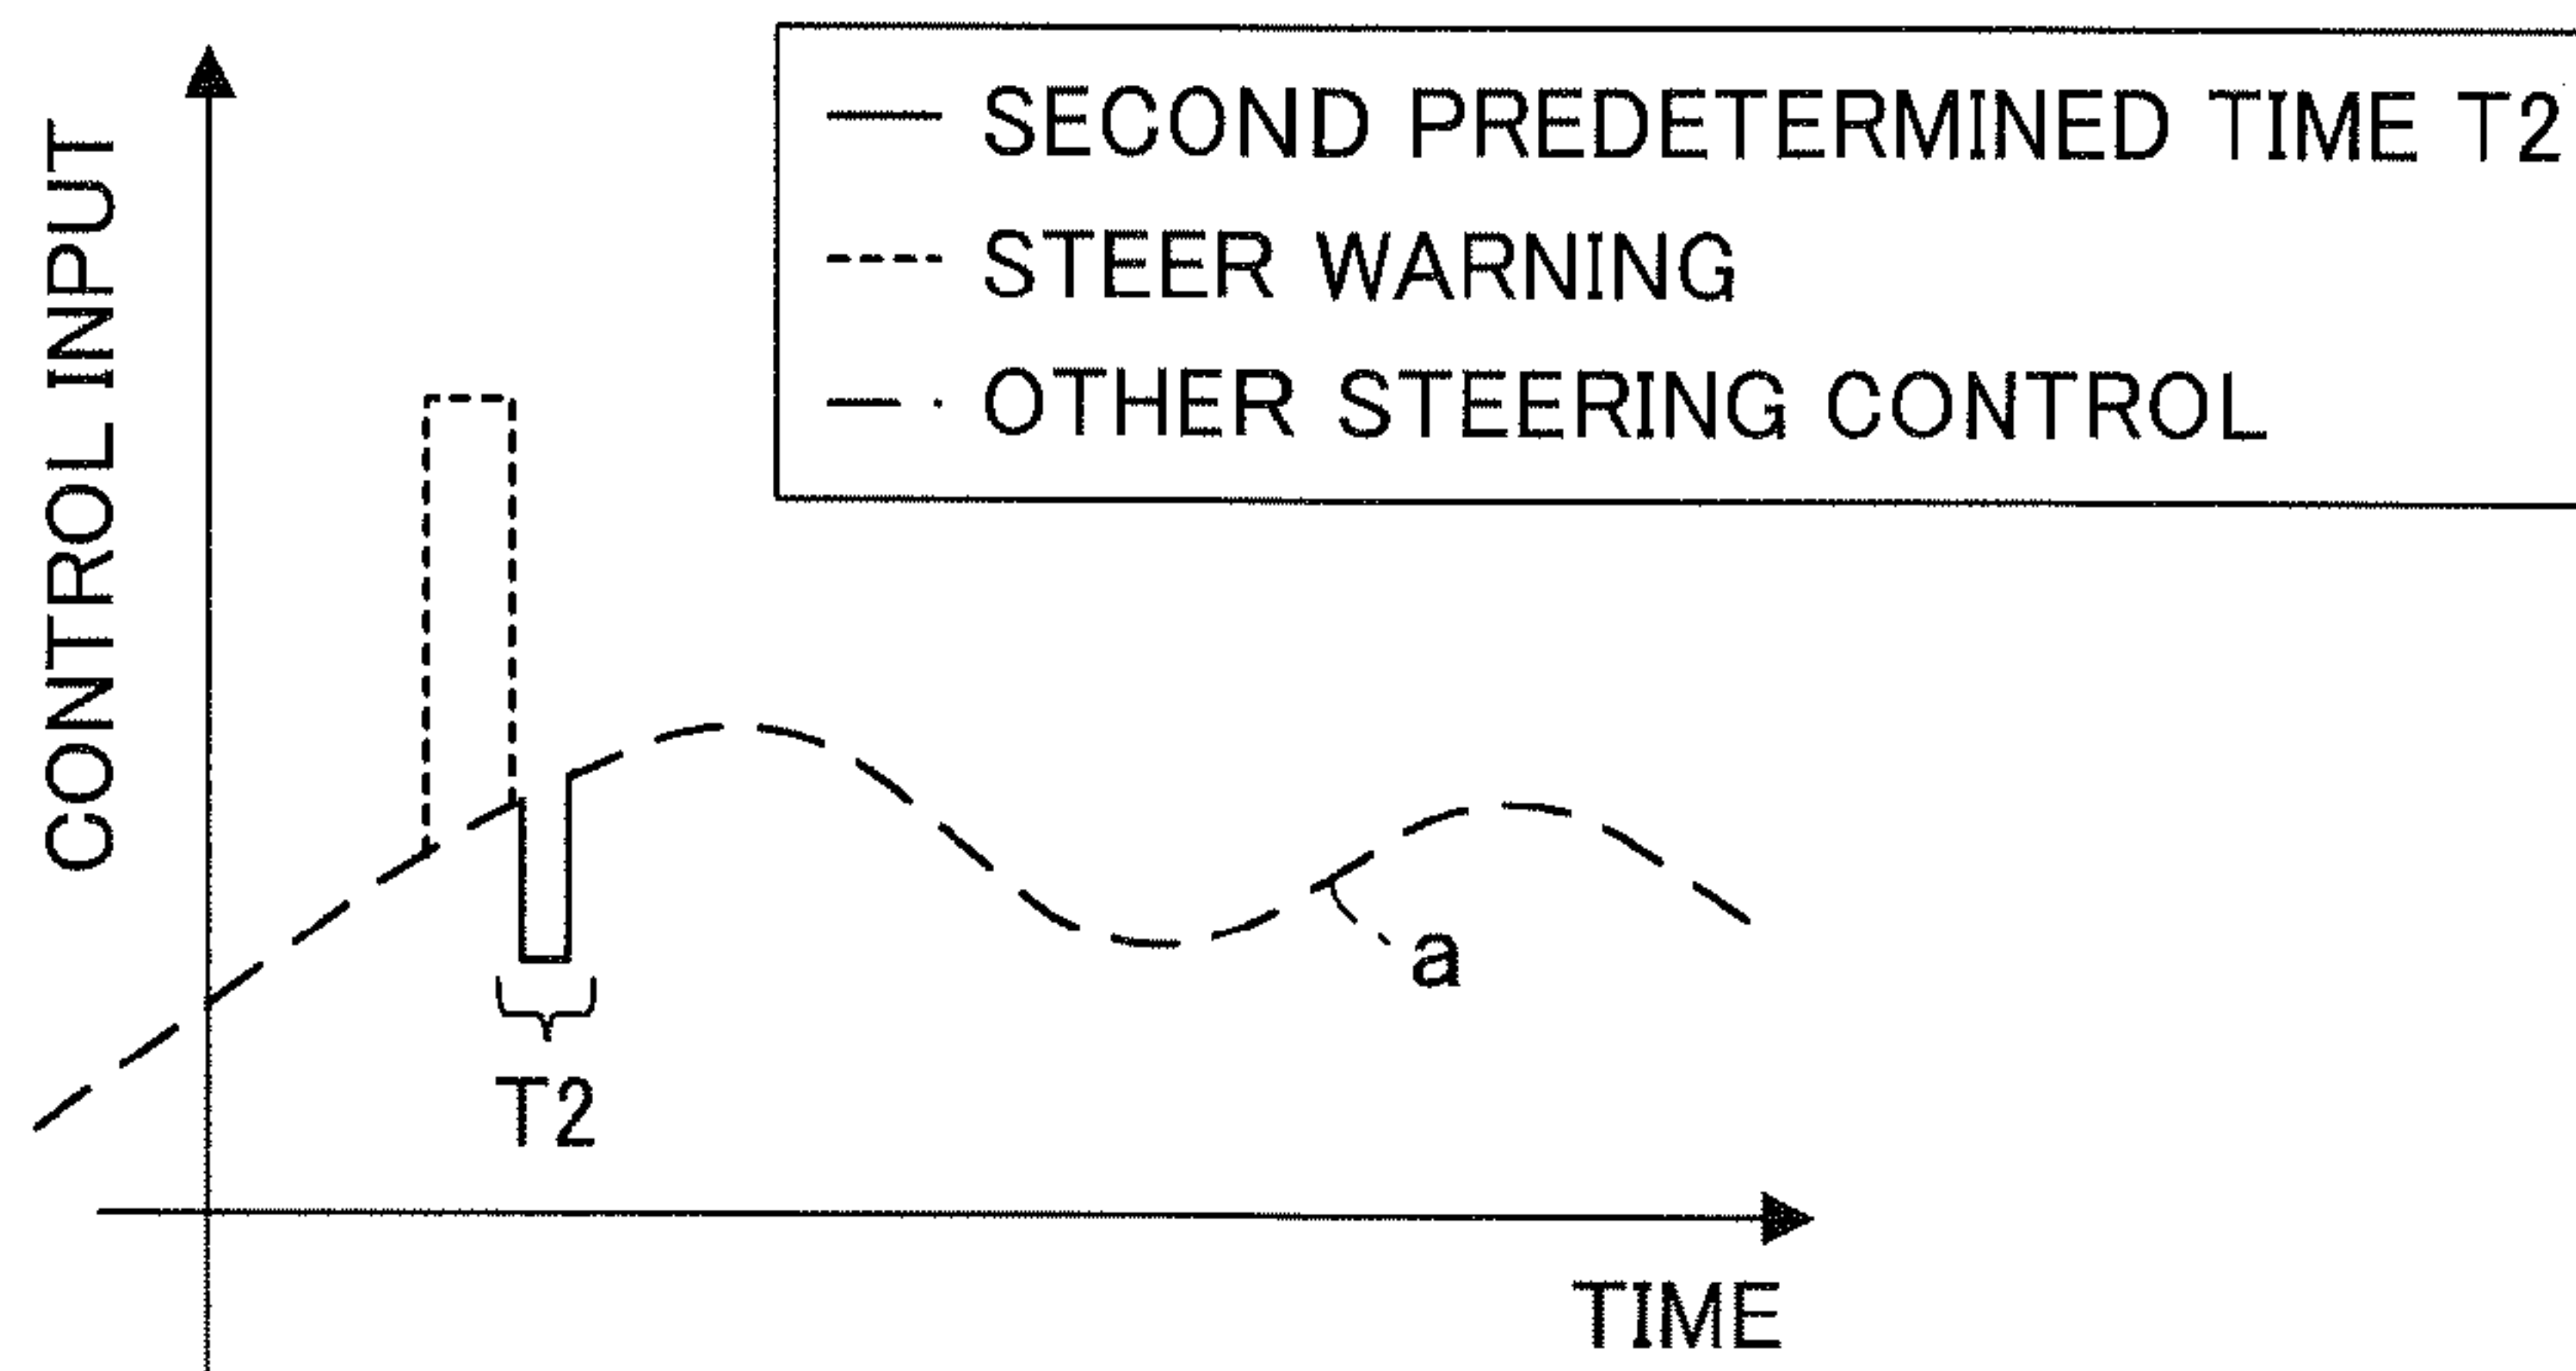 SECOND PREDETERMINED TIME T2
STEER WARNING
OTHER STEERING CONTROL
CONTROL INPUT
a
T2
TIME